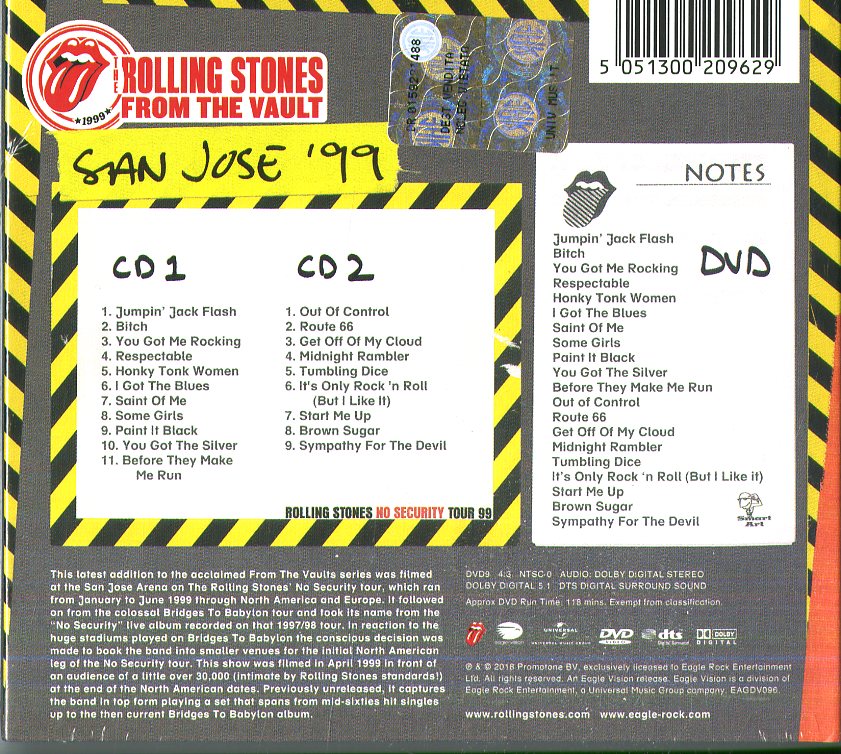 THE
ROLLING STONES
FROM THE VAULT
★1999★
SAN JOSE '99
DEST VENDITA
NOLEG VIETATO
UNIV MUS IT.
5 051300 209629
CD 1
1. Jumpin' Jack Flash
2. Bitch
3. You Got Me Rocking
4. Respectable
5. Honky Tonk Women
6. I Got The Blues
7. Saint Of Me
8. Some Girls
9. Paint It Black
10. You Got The Silver
11. Before They Make
Me Run
CD 2
1. Out Of Control
2. Route 66
3. Get Off Of My Cloud
4. Midnight Rambler
5. Tumbling Dice
6. It's Only Rock 'n Roll
(But I Like It)
7. Start Me Up
8. Brown Sugar
9. Sympathy For The Devil
ROLLING STONES NO SECURITY TOUR 99
NOTES
DVD
Jumpin' Jack Flash
Bitch
You Got Me Rocking
Respectable
Honky Tonk Women
I Got The Blues
Saint Of Me
Some Girls
Paint It Black
You Got The Silver
Before They Make Me Run
Out of Control
Route 66
Get Off Of My Cloud
Midnight Rambler
Tumbling Dice
It's Only Rock 'n Roll (But I Like it)
Start Me Up
Brown Sugar
Sympathy For The Devil
Smart
Art
This latest addition to the acclaimed From The Vaults series was filmed
at the San Jose Arena on The Rolling Stones' No Security tour, which ran
from January to June 1999 through North America and Europe. It followed
on from the colossal Bridges To Babylon tour and took its name from the
"No Security" live album recorded on that 1997/98 tour. In reaction to the
huge stadiums played on Bridges To Babylon the conscious decision was
made to book the band into smaller venues for the initial North American
leg of the No Security tour. This show was filmed in April 1999 in front of
an audience of a little over 30,000 (intimate by Rolling Stones standards!)
at the end of the North American dates. Previously unreleased, it captures
the band in top form playing a set that spans from mid-sixties hit singles
up to the then current Bridges To Babylon album.
DVD9 4:3 NTSC-0 AUDIO: DOLBY DIGITAL STEREO
DOLBY DIGITAL 5.1 DTS DIGITAL SURROUND SOUND
Approx DVD Run Time: 118 mins. Exempt from classification.
UNIVERSAL
DVD
dts
DOLBY
DIGITAL
℗ & © 2018 Promotone BV, exclusively licensed to Eagle Rock Entertainment
Ltd. All rights reserved. An Eagle Vision release. Eagle Vision is a division of
Eagle Rock Entertainment, a Universal Music Group company. EAGDV096.
www.rollingstones.com www.eagle-rock.com